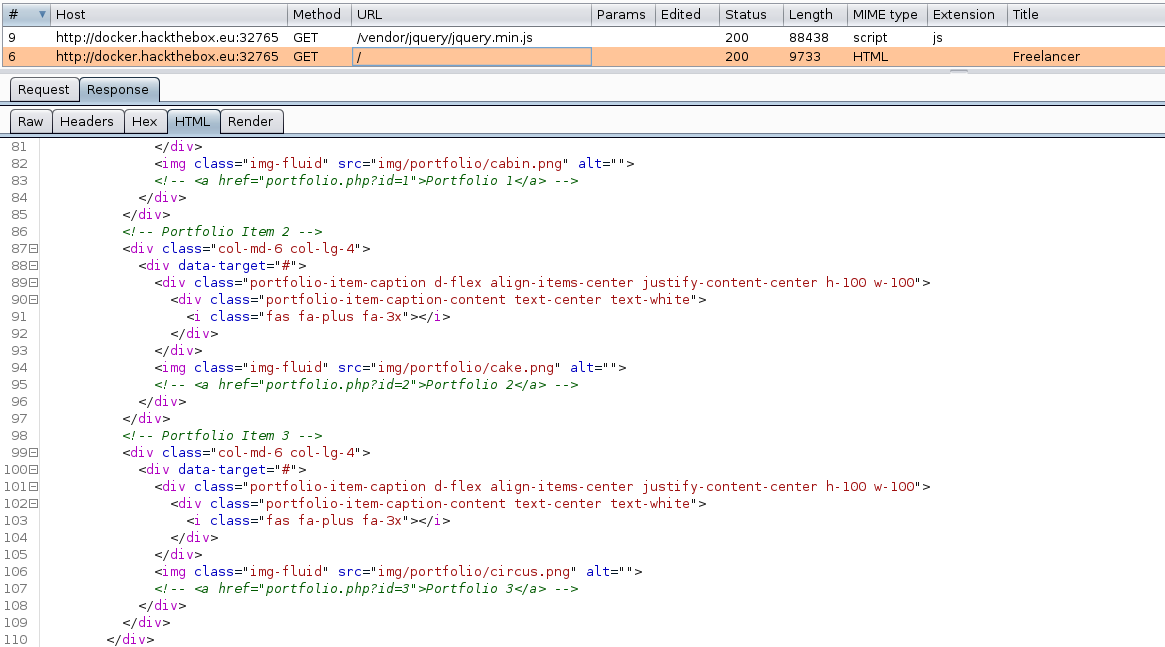 # Host Method URL Params Edited Status Length MIME type Extension Title
9 http://docker.hackthebox.eu:32765 GET /vendor/jquery/jquery.min.js 200 88438 script js
6 http://docker.hackthebox.eu:32765 GET / 200 9733 HTML Freelancer
Request Response
Raw Headers Hex HTML Render
81 </div>
82 <img class="img-fluid" src="img/portfolio/cabin.png" alt="">
83 <!-- <a href="portfolio.php?id=1">Portfolio 1</a> -->
84 </div>
85 </div>
86 <!-- Portfolio Item 2 -->
87 <div class="col-md-6 col-lg-4">
88 <div data-target="#">
89 <div class="portfolio-item-caption d-flex align-items-center justify-content-center h-100 w-100">
90 <div class="portfolio-item-caption-content text-center text-white">
91 <i class="fas fa-plus fa-3x"></i>
92 </div>
93 </div>
94 <img class="img-fluid" src="img/portfolio/cake.png" alt="">
95 <!-- <a href="portfolio.php?id=2">Portfolio 2</a> -->
96 </div>
97 </div>
98 <!-- Portfolio Item 3 -->
99 <div class="col-md-6 col-lg-4">
100 <div data-target="#">
101 <div class="portfolio-item-caption d-flex align-items-center justify-content-center h-100 w-100">
102 <div class="portfolio-item-caption-content text-center text-white">
103 <i class="fas fa-plus fa-3x"></i>
104 </div>
105 </div>
106 <img class="img-fluid" src="img/portfolio/circus.png" alt="">
107 <!-- <a href="portfolio.php?id=3">Portfolio 3</a> -->
108 </div>
109 </div>
110 </div>